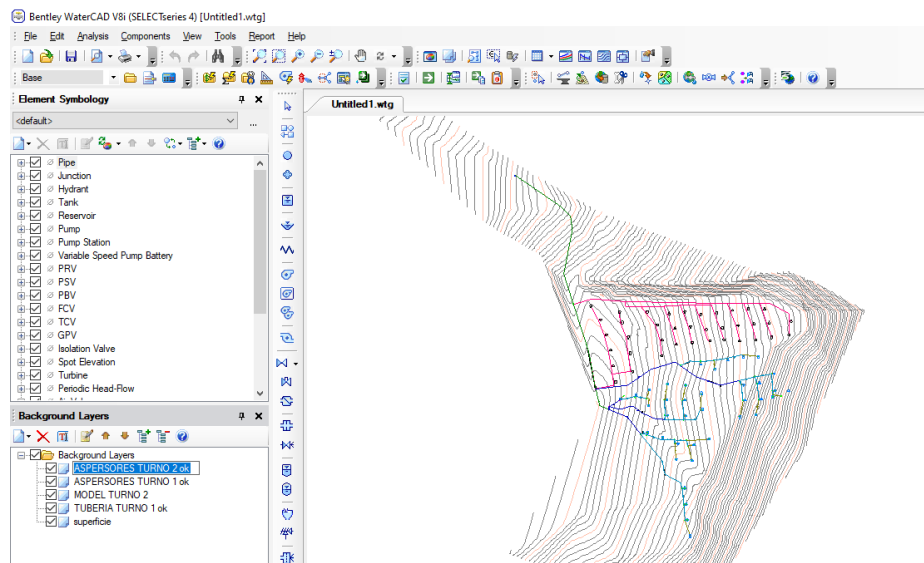 Bentley WaterCAD V8i (SELECTseries 4) [Untitled1.wtg]
File Edit Analysis Components View Tools Report Help
Base
Element Symbology
Untitled1.wtg
<default>
...
Pipe
Junction
Hydrant
Tank
Reservoir
Pump
Pump Station
Variable Speed Pump Battery
PRV
PSV
PBV
FCV
TCV
GPV
Isolation Valve
Spot Elevation
Turbine
Periodic Head-Flow
Background Layers
Background Layers
ASPERSORES TURNO 2 ok
ASPERSORES TURNO 1 ok
MODEL TURNO 2
TUBERIA TURNO 1 ok
superficie